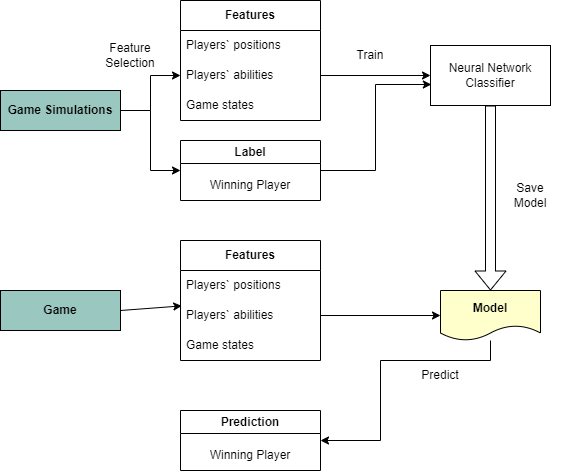 Features
Players` positions
Players` abilities
Game states
Feature
Selection
Train
Neural Network
Classifier
Game Simulations
Label
Winning Player
Save
Model
Features
Players` positions
Players` abilities
Game states
Game
Model
Predict
Prediction
Winning Player